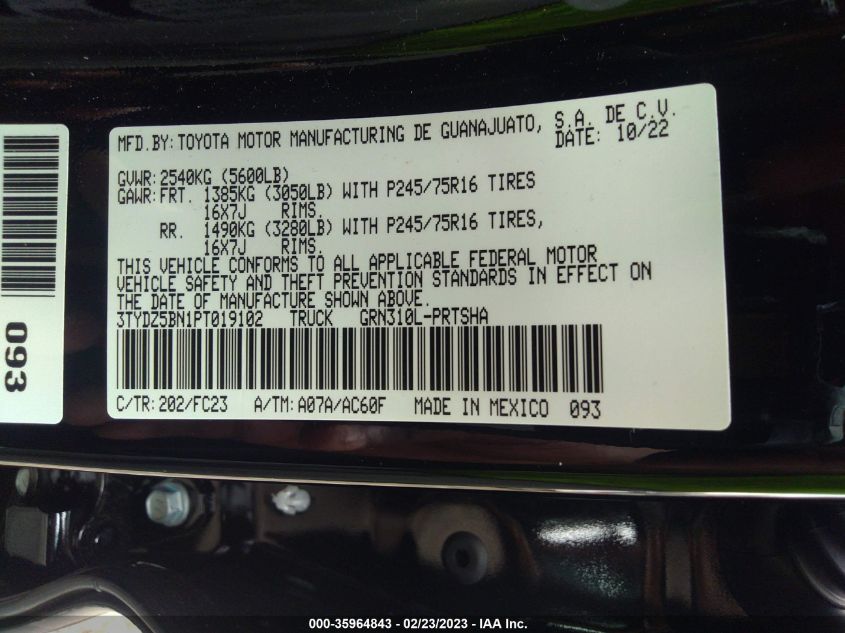 MFD.BY:TOYOTA MOTOR MANUFACTURING DE GUANAJUATO, S.A. DE C.V.
DATE: 10/22
GVWR:2540KG (5600LB)
GAWR:FRT. 1385KG (3050LB) WITH P245/75R16 TIRES
16X7J RIMS.
RR. 1490KG (3280LB) WITH P245/75R16 TIRES,
16X7J RIMS.
THIS VEHICLE CONFORMS TO ALL APPLICABLE FEDERAL MOTOR
VEHICLE SAFETY AND THEFT PREVENTION STANDARDS IN EFFECT ON
THE DATE OF MANUFACTURE SHOWN ABOVE.
3TYDZ5BN1PT019102 TRUCK GRN310L-PRTSHA
C/TR:202/FC23 A/TM:A07A/AC60F MADE IN MEXICO 093
093
000-35964843 - 02/23/2023 - IAA Inc.